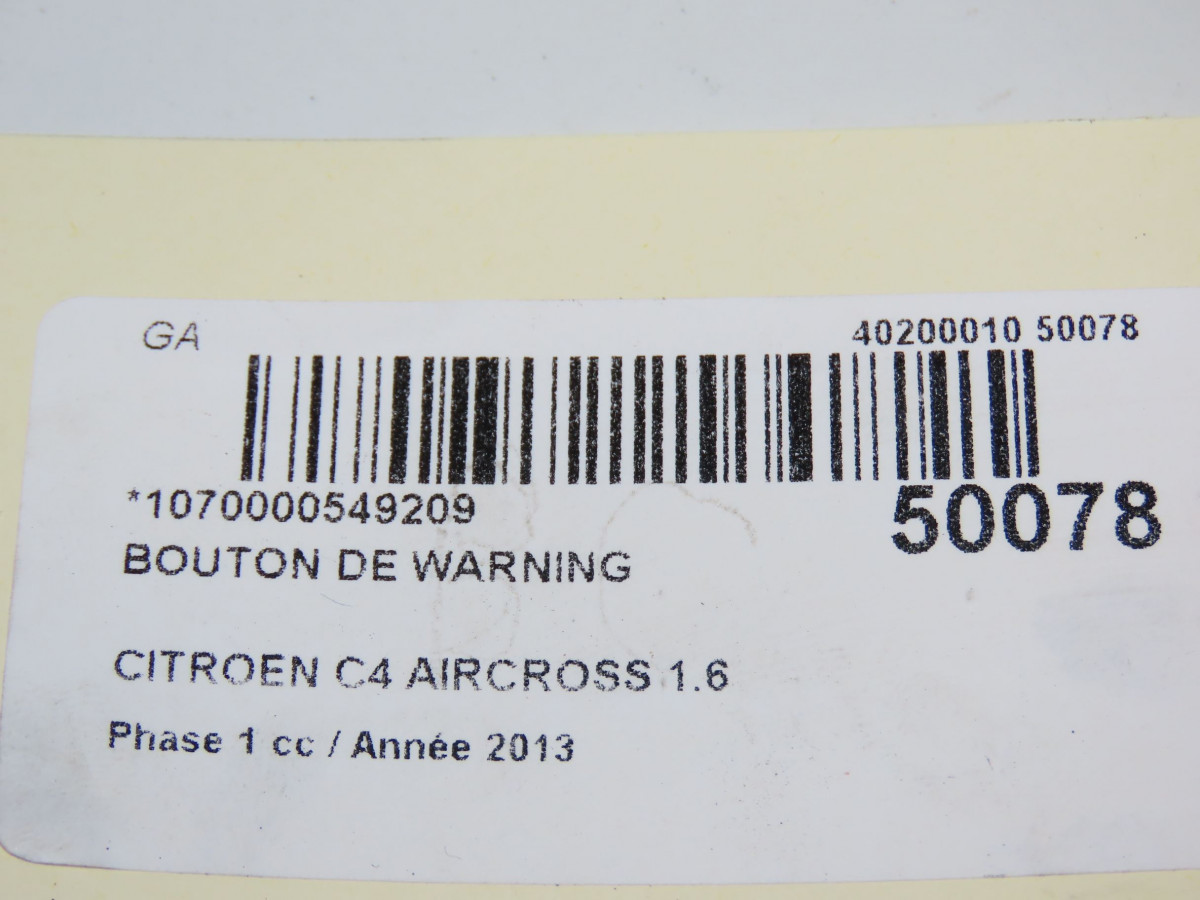 GA
40200010 50078
*1070000549209
50078
BOUTON DE WARNING
CITROEN C4 AIRCROSS 1.6
Phase 1 cc / Année 2013